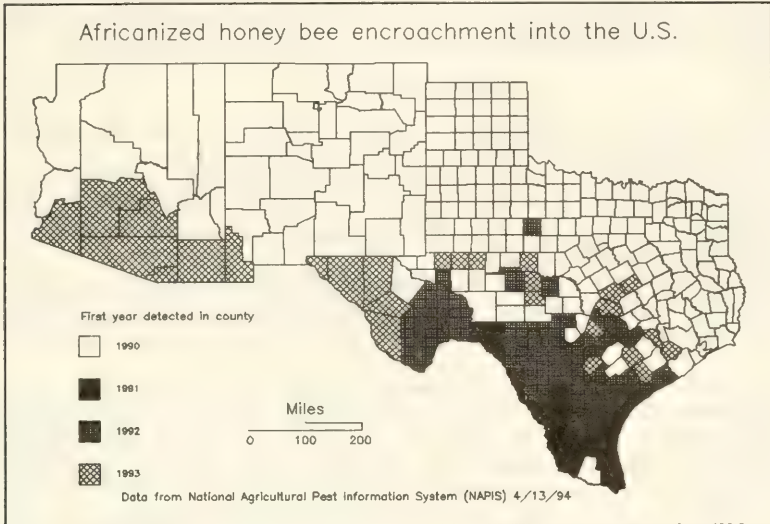 Africanized honey bee encroachment into the U.S.
First year detected in county
1990
1991
1992
1993
Miles
0 100 200
Data from National Agricultural Pest information System (NAPIS) 4/13/94